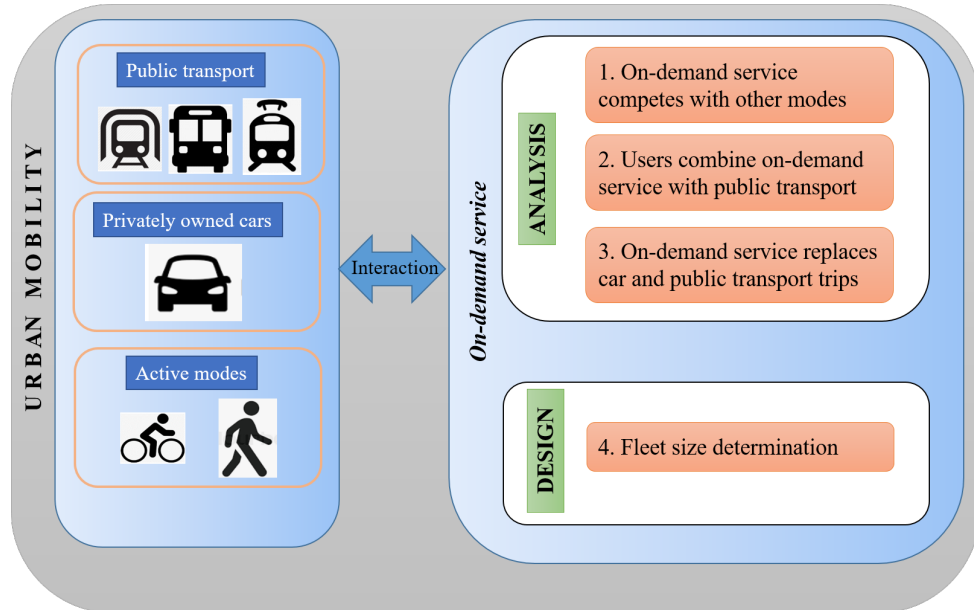 URBAN MOBILITY
Public transport
Privately owned cars
Active modes
Interaction
On-demand service
ANALYSIS
1. On-demand service
competes with other modes
2. Users combine on-demand
service with public transport
3. On-demand service replaces
car and public transport trips
DESIGN
4. Fleet size determination